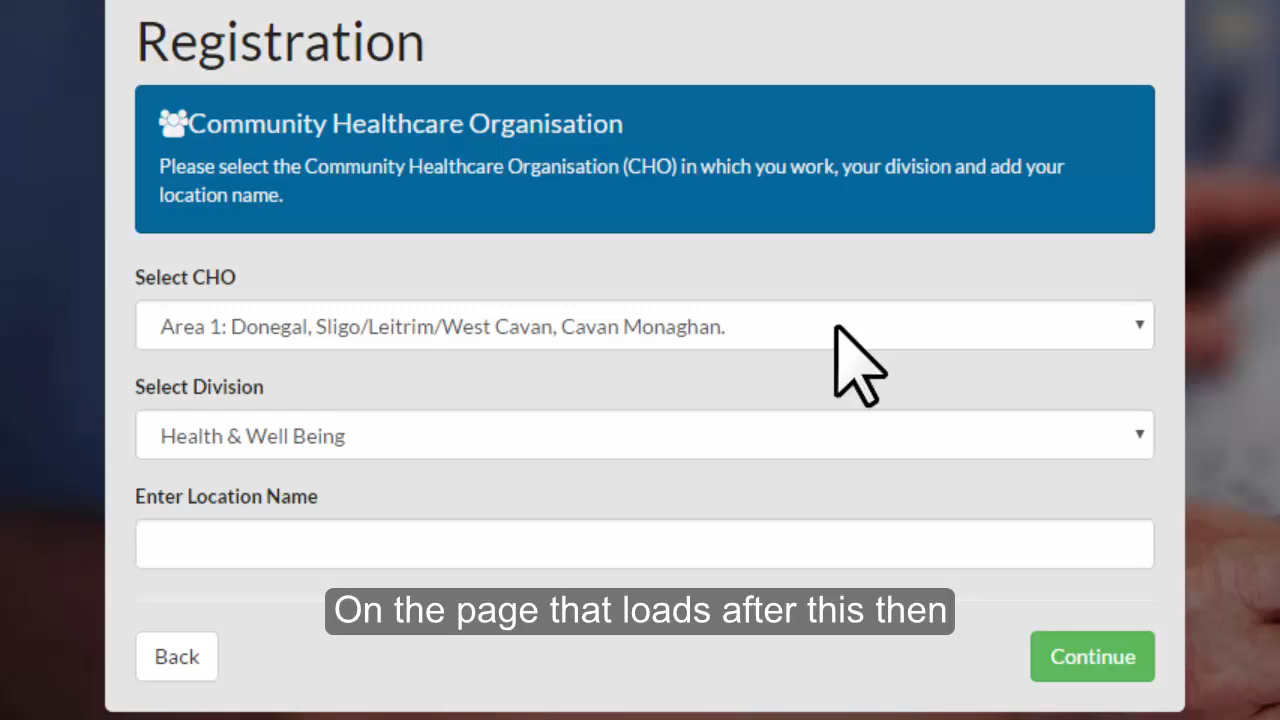 Registration
Community Healthcare Organisation
Please select the Community Healthcare Organisation (CHO) in which you work, your division and add your
location name.
Select CHO
Area 1: Donegal, Sligo/Leitrim/West Cavan, Cavan Monaghan.
Select Division
Health & Well Being
Enter Location Name
On the page that loads after this then
Back
Continue